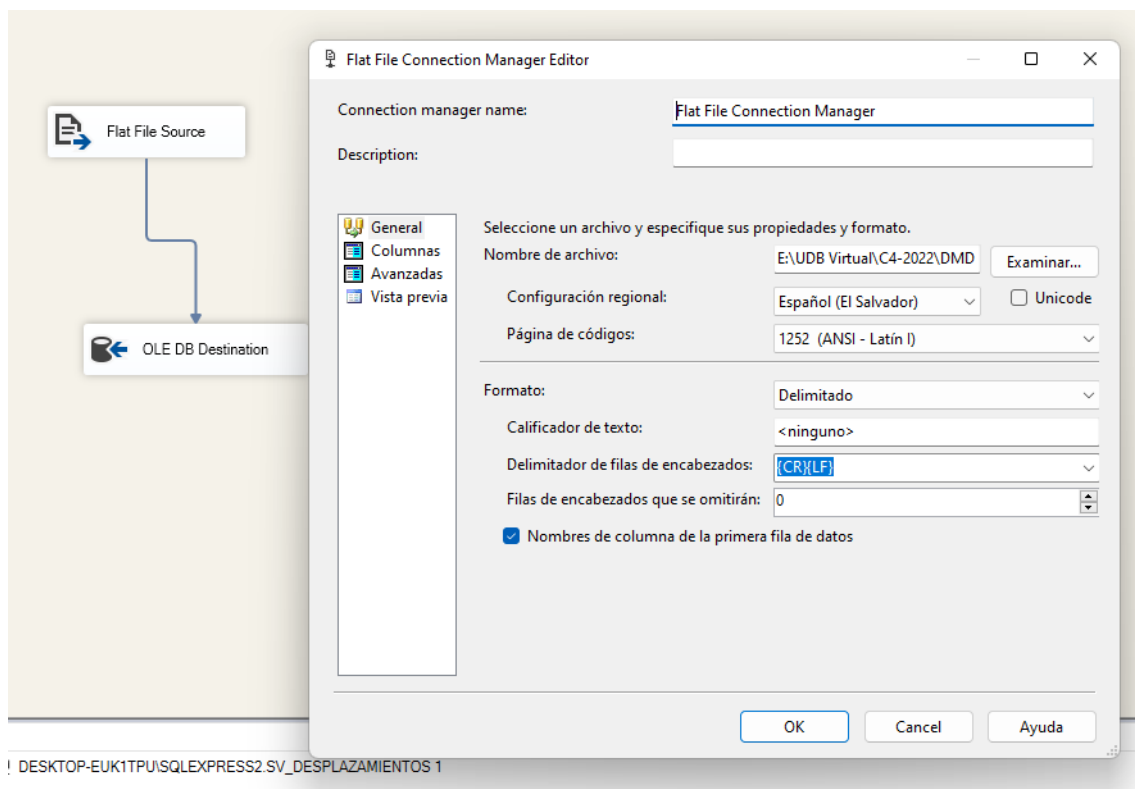 Flat File Connection Manager Editor
Connection manager name:
Flat File Connection Manager
Description:
Flat File Source
OLE DB Destination
General
Columnas
Avanzadas
Vista previa
Seleccione un archivo y especifique sus propiedades y formato.
Nombre de archivo:
E:\UDB Virtual\C4-2022\DMD
Examinar...
Configuración regional:
Español (El Salvador)
Unicode
Página de códigos:
1252 (ANSI - Latín I)
Formato:
Delimitado
Calificador de texto:
<ninguno>
Delimitador de filas de encabezados:
{CR}{LF}
Filas de encabezados que se omitirán:
0
Nombres de columna de la primera fila de datos
OK
Cancel
Ayuda
DESKTOP-EUK1TPU\SQLEXPRESS2.SV_DESPLAZAMIENTOS 1